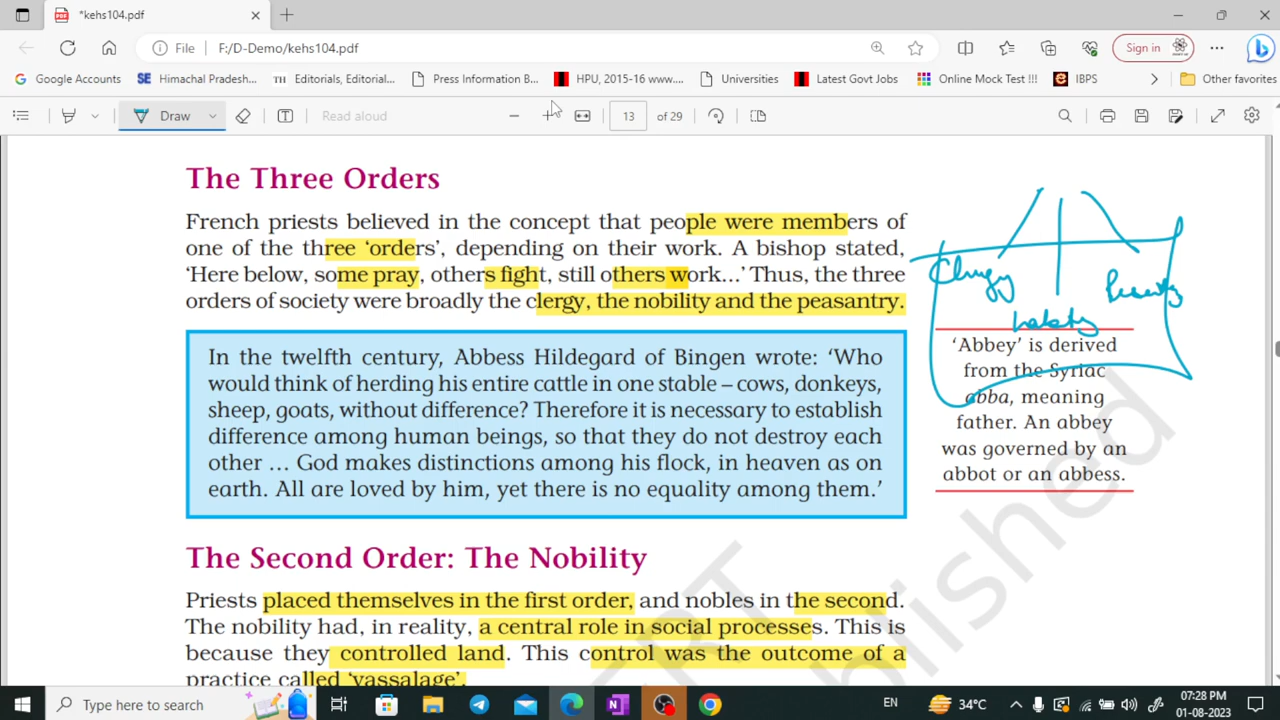 *kehs104.pdf
File F:/D-Demo/kehs104.pdf
Sign in
Google Accounts Himachal Pradesh... Editorials, Editorial... Press Information B... HPU, 2015-16 www.... Universities Latest Govt Jobs Online Mock Test !!! IBPS Other favorites
Draw Read aloud 13 of 29
The Three Orders
French priests believed in the concept that people were members of
one of the three ‘orders’, depending on their work. A bishop stated,
‘Here below, some pray, others fight, still others work...’ Thus, the three
orders of society were broadly the clergy, the nobility and the peasantry.
In the twelfth century, Abbess Hildegard of Bingen wrote: ‘Who
would think of herding his entire cattle in one stable – cows, donkeys,
sheep, goats, without difference? Therefore it is necessary to establish
difference among human beings, so that they do not destroy each
other ... God makes distinctions among his flock, in heaven as on
earth. All are loved by him, yet there is no equality among them.’
‘Abbey’ is derived
from the Syriac
abba, meaning
father. An abbey
was governed by an
abbot or an abbess.
The Second Order: The Nobility
Priests placed themselves in the first order, and nobles in the second.
The nobility had, in reality, a central role in social processes. This is
because they controlled land. This control was the outcome of a
practice called ‘vassalage’.
Type here to search
EN 34°C 07:28 PM
01-08-2023